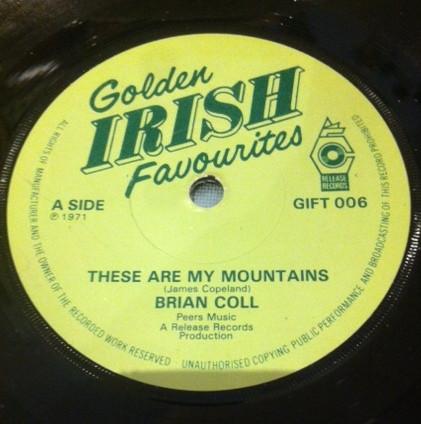 Golden
IRISH
Favourites
RELEASE
RECORDS
A SIDE
GIFT 006
℗ 1971
THESE ARE MY MOUNTAINS
(James Copeland)
BRIAN COLL
Peers Music
A Release Records
Production
ALL RIGHTS OF MANUFACTURER AND THE OWNER OF THE RECORDED WORK RESERVED · UNAUTHORISED COPYING PUBLIC PERFORMANCE AND BROADCASTING OF THIS RECORD PROHIBITED